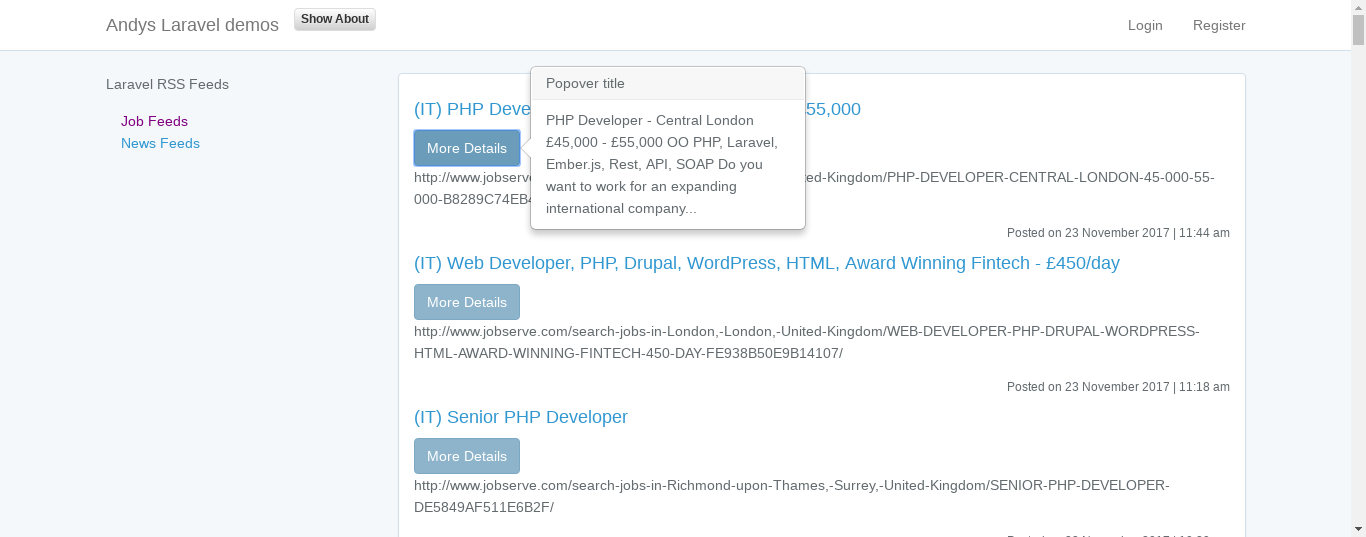 Andys Laravel demos
Show About
Login
Register
Laravel RSS Feeds
Job Feeds
News Feeds
(IT) PHP Deve
55,000
Popover title
PHP Developer - Central London
£45,000 - £55,000 OO PHP, Laravel,
Ember.js, Rest, API, SOAP Do you
want to work for an expanding
international company...
More Details
http://www.jobserve.
ted-Kingdom/PHP-DEVELOPER-CENTRAL-LONDON-45-000-55-
000-B8289C74EB4
Posted on 23 November 2017 | 11:44 am
(IT) Web Developer, PHP, Drupal, WordPress, HTML, Award Winning Fintech - £450/day
More Details
http://www.jobserve.com/search-jobs-in-London,-London,-United-Kingdom/WEB-DEVELOPER-PHP-DRUPAL-WORDPRESS-
HTML-AWARD-WINNING-FINTECH-450-DAY-FE938B50E9B14107/
Posted on 23 November 2017 | 11:18 am
(IT) Senior PHP Developer
More Details
http://www.jobserve.com/search-jobs-in-Richmond-upon-Thames,-Surrey,-United-Kingdom/SENIOR-PHP-DEVELOPER-
DE5849AF511E6B2F/